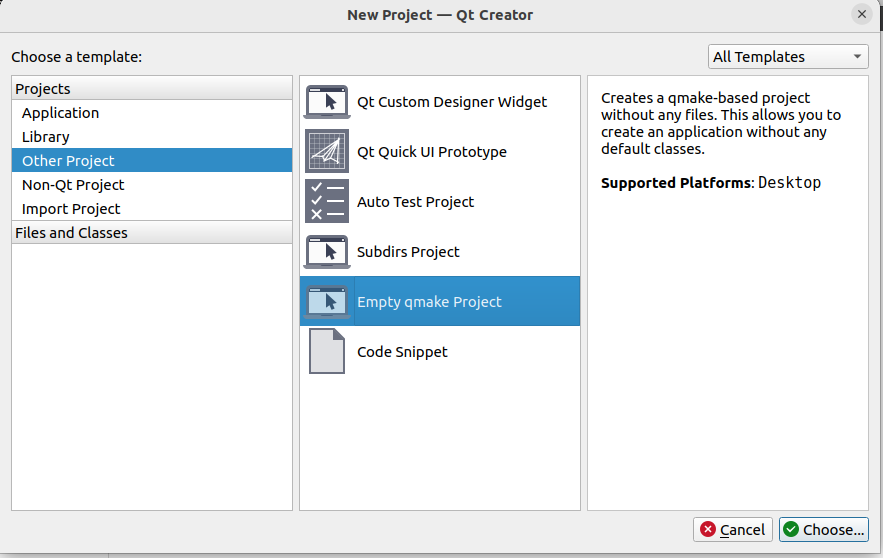 New Project — Qt Creator
Choose a template:
All Templates
Projects
Application
Library
Other Project
Non-Qt Project
Import Project
Files and Classes
Qt Custom Designer Widget
Qt Quick UI Prototype
Auto Test Project
Subdirs Project
Empty qmake Project
Code Snippet
Creates a qmake-based project
without any files. This allows you to
create an application without any
default classes.
Supported Platforms: Desktop
Cancel
Choose...